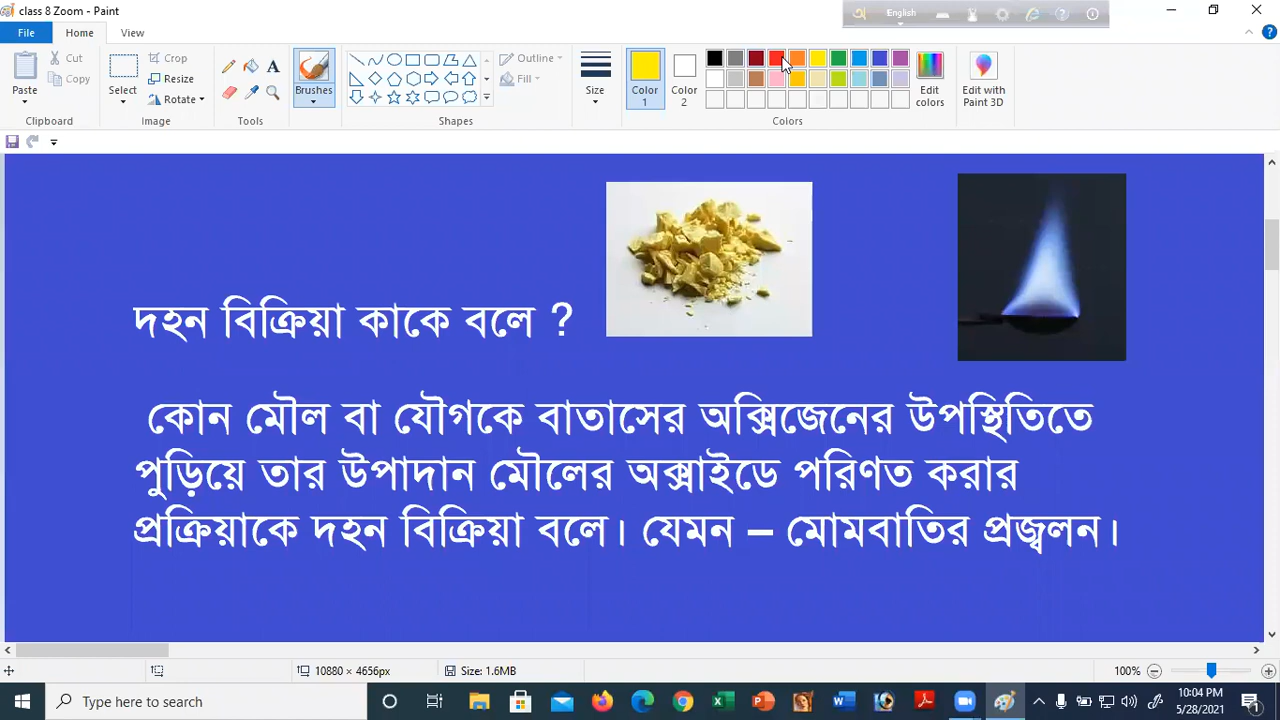 class 8 Zoom - Paint
English
File Home View
Paste Cut Copy Select Crop Resize Rotate Brushes Outline Fill Size Color 1 Color 2 Edit colors Edit with Paint 3D
Clipboard Image Tools Shapes Colors
দহন বিক্রিয়া কাকে বলে ?
কোন মৌল বা যৌগকে বাতাসের অক্সিজেনের উপস্থিতিতে
পুড়িয়ে তার উপাদান মৌলের অক্সাইডে পরিণত করার
প্রক্রিয়াকে দহন বিক্রিয়া বলে। যেমন – মোমবাতির প্রজ্বলন।
10880 × 4656px Size: 1.6MB 100%
Type here to search
10:04 PM
5/28/2021